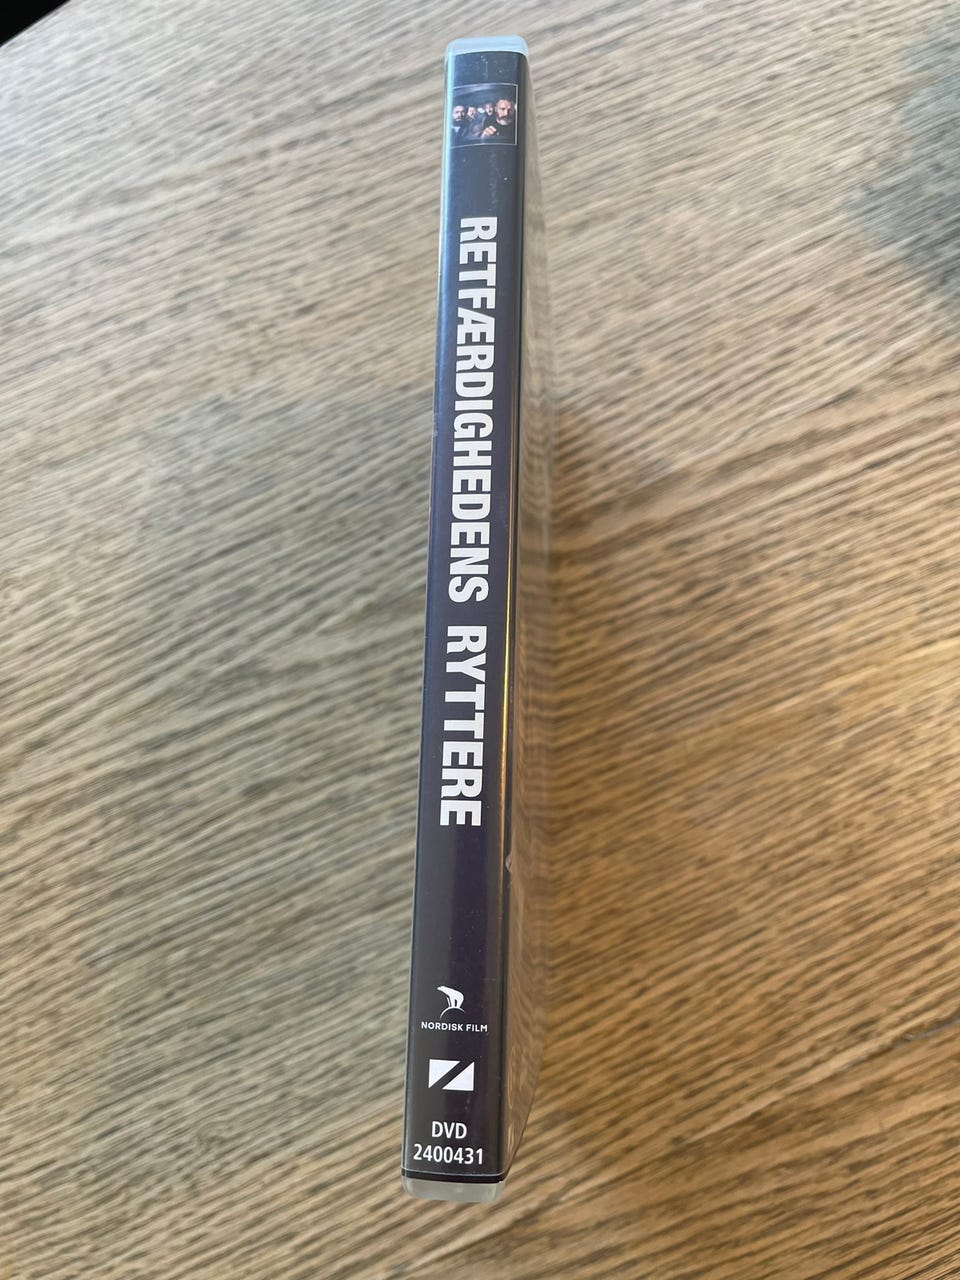 RETFÆRDIGHEDENS RYTTERE
NORDISK FILM
DVD
2400431